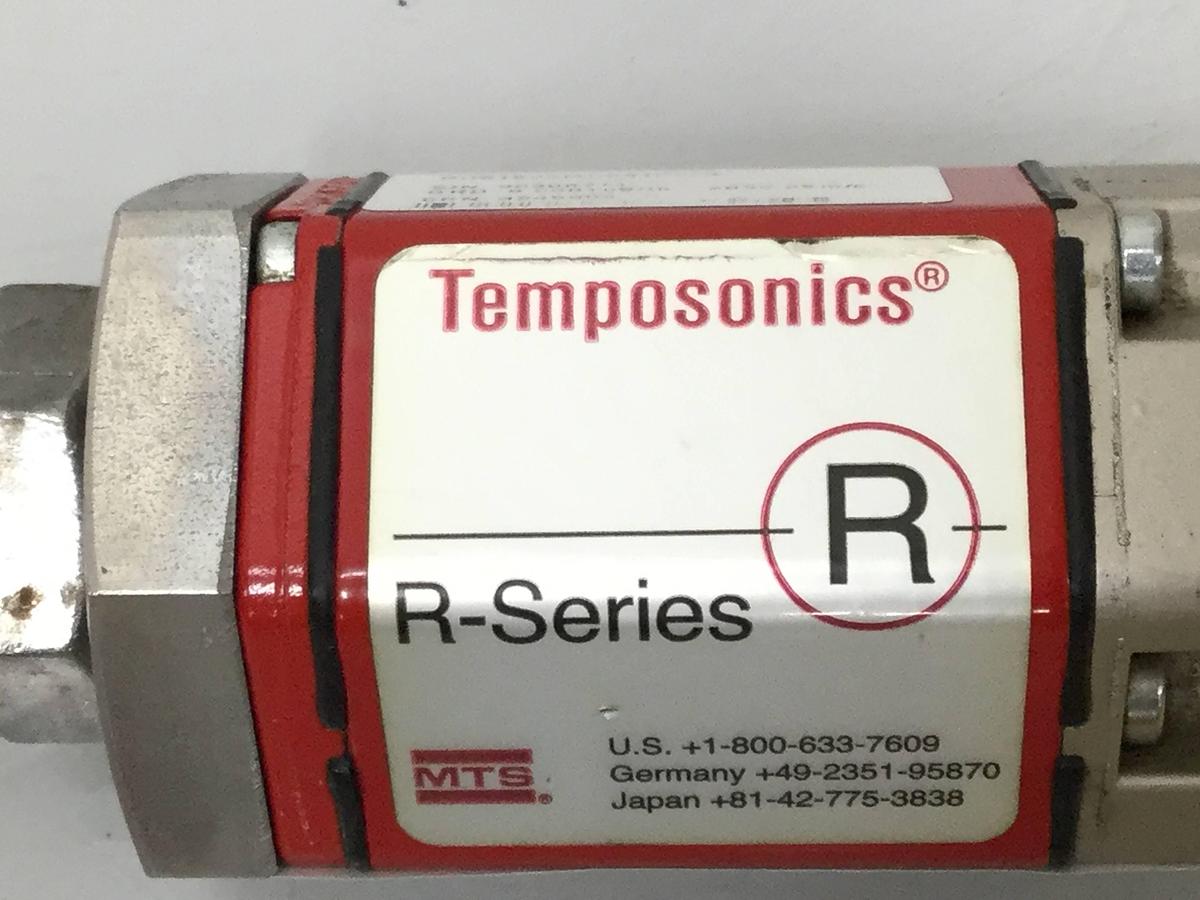 Temposonics®
R
R-Series
MTS®
U.S. +1-800-633-7609
Germany +49-2351-95870
Japan +81-42-775-3838